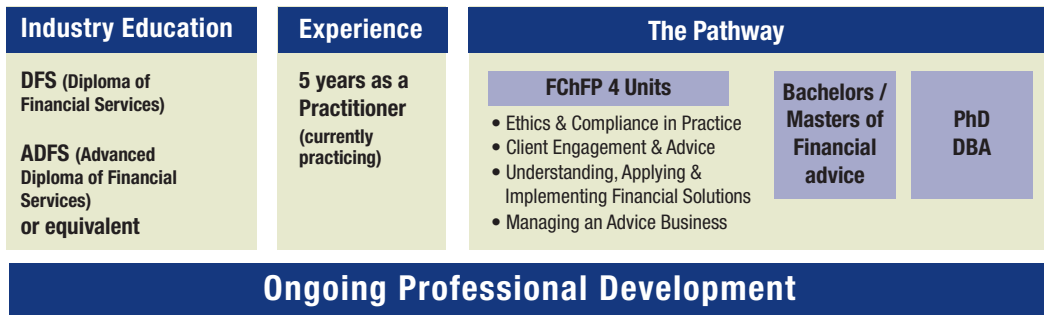 Industry Education
DFS (Diploma of
Financial Services)
ADFS (Advanced
Diploma of Financial
Services)
or equivalent
Experience
5 years as a
Practitioner
(currently
practicing)
The Pathway
FChFP 4 Units
• Ethics & Compliance in Practice
• Client Engagement & Advice
• Understanding, Applying &
Implementing Financial Solutions
• Managing an Advice Business
Bachelors /
Masters of
Financial
advice
PhD
DBA
Ongoing Professional Development